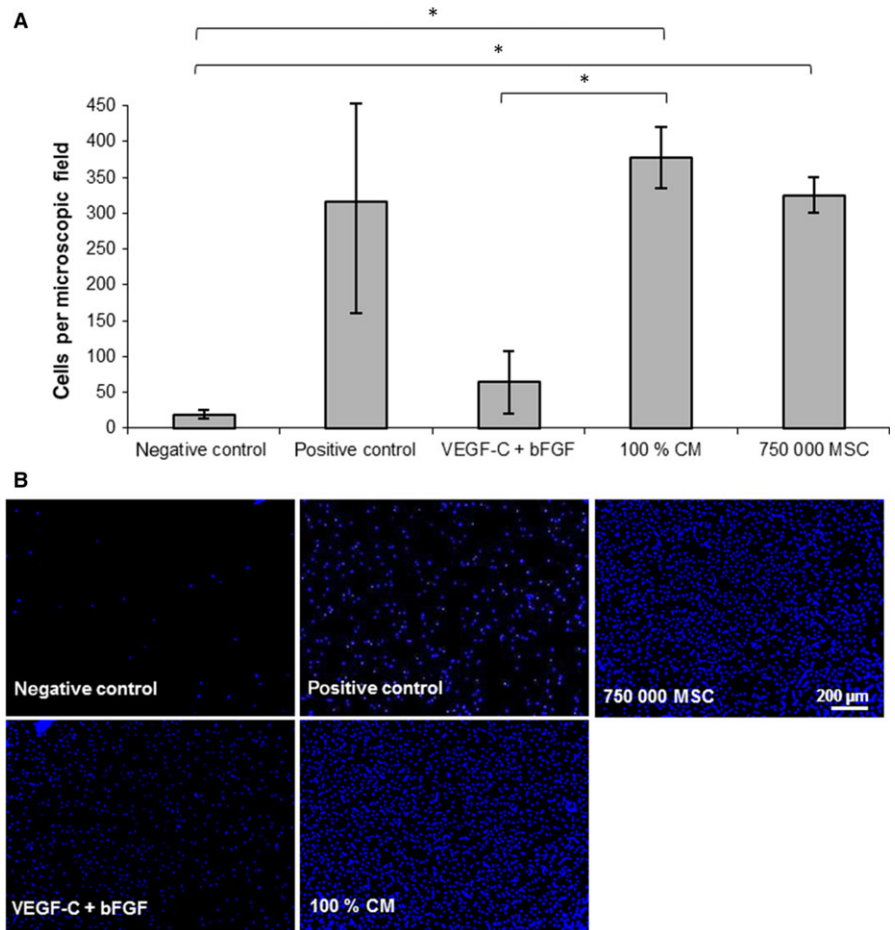 A
*
*
*
Cells per microscopic field
450
400
350
300
250
200
150
100
50
0
Negative control Positive control VEGF-C + bFGF 100 % CM 750 000 MSC
B
Negative control
Positive control
750 000 MSC
200 µm
VEGF-C + bFGF
100 % CM